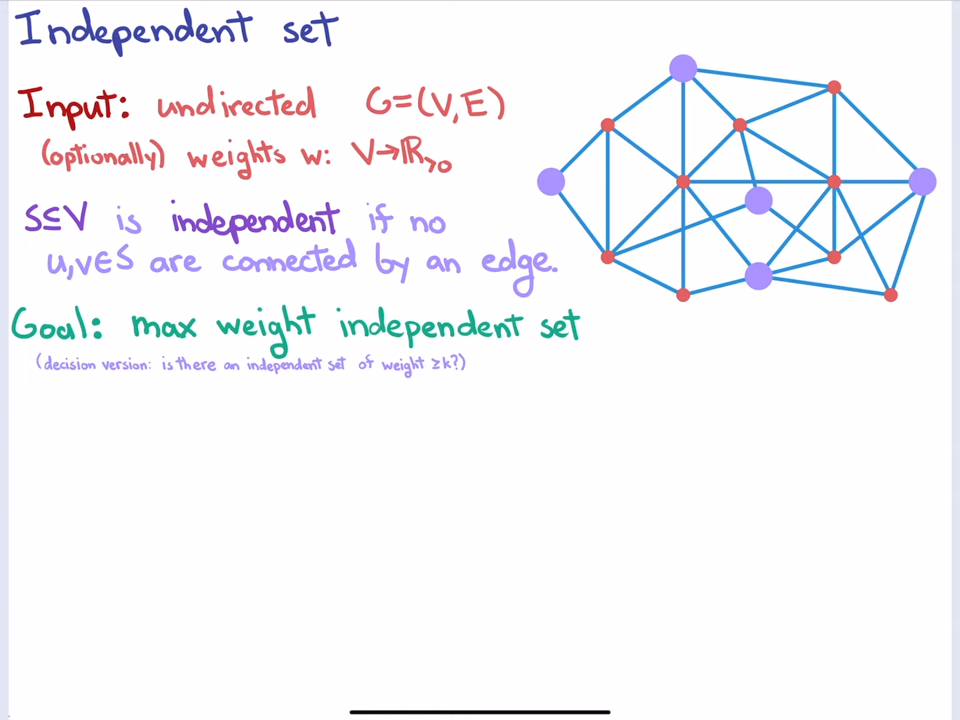 Independent set
Input: undirected G=(V,E)
(optionally) weights w: V→ℝ>0
S⊆V is independent if no
u,v∈S are connected by an edge.
Goal: max weight independent set
(decision version: is there an independent set of weight ≥k?)